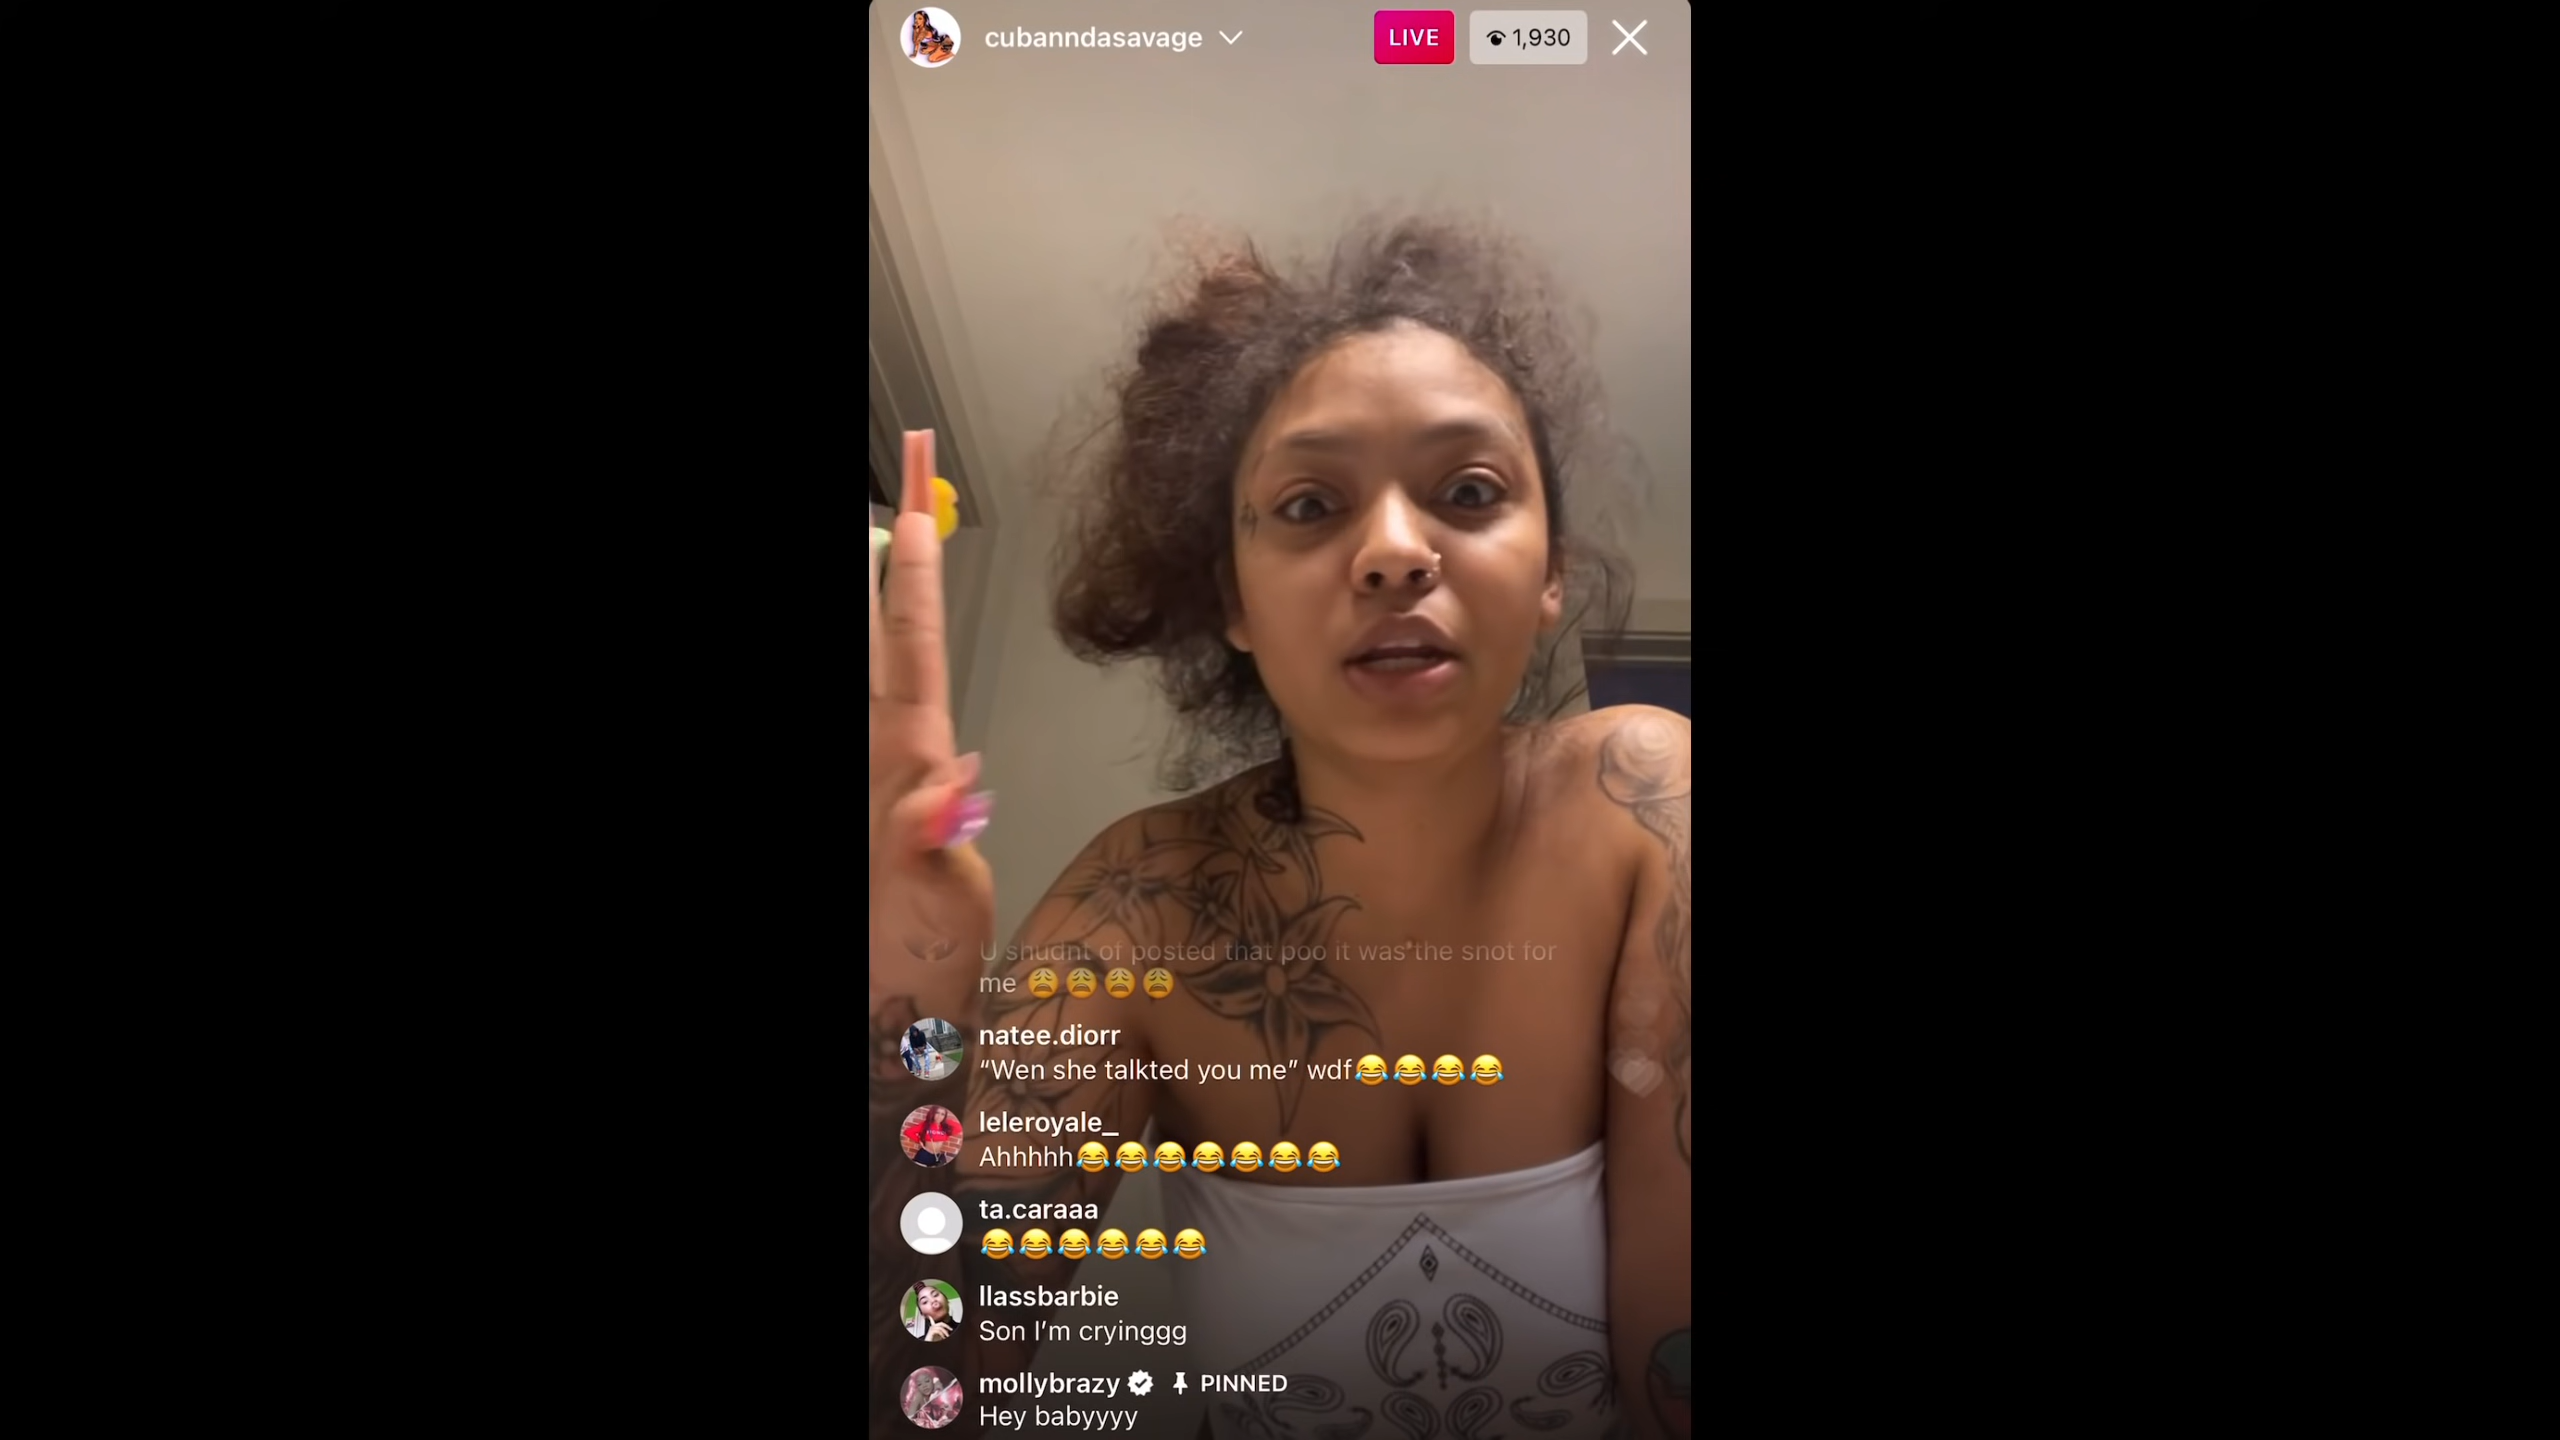 cubanndasavage
LIVE
1,930
U shudnt of posted that poo it was the snot for
me 😩😩😩😩
natee.diorr
“Wen she talkted you me” wdf😂😂😂😂
leleroyale_
Ahhhhh😂😂😂😂😂😂😂
ta.caraaa
😂😂😂😂😂😂
llassbarbie
Son I’m cryinggg
mollybrazy PINNED
Hey babyyyy